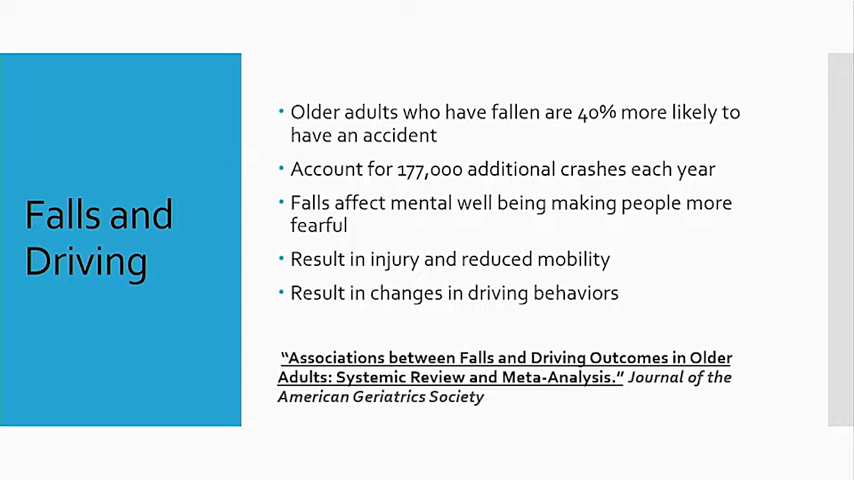 Falls and
Driving
• Older adults who have fallen are 40% more likely to
have an accident
• Account for 177,000 additional crashes each year
• Falls affect mental well being making people more
fearful
• Result in injury and reduced mobility
• Result in changes in driving behaviors
“Associations between Falls and Driving Outcomes in Older
Adults: Systemic Review and Meta-Analysis.” Journal of the
American Geriatrics Society